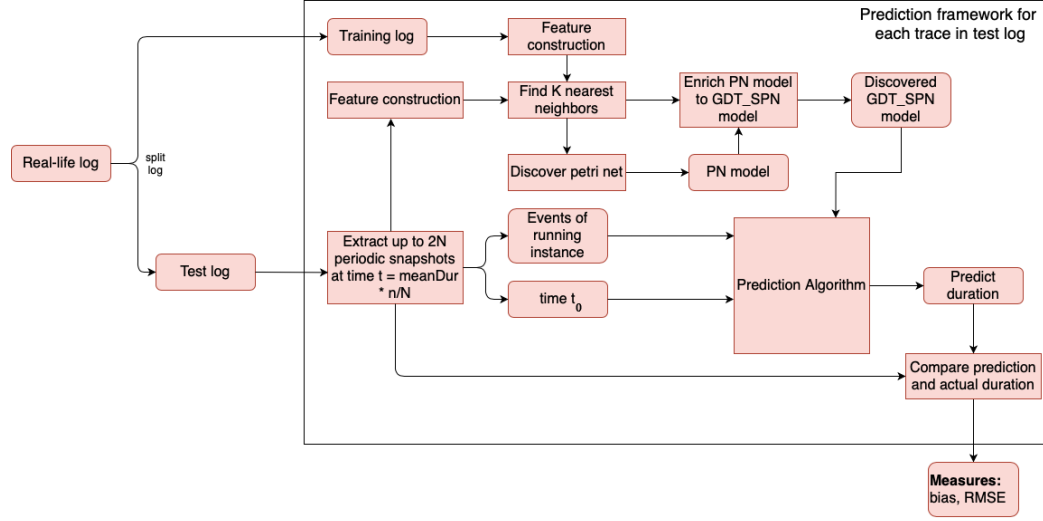 Prediction framework for
each trace in test log
Training log
Feature
construction
Feature construction
Find K nearest
neighbors
Enrich PN model
to GDT_SPN
model
Discovered
GDT_SPN
model
Real-life log
split
log
Discover petri net
PN model
Extract up to 2N
periodic snapshots
at time t = meanDur
* n/N
Events of
running
instance
Test log
time t0
Prediction Algorithm
Predict
duration
Compare prediction
and actual duration
Measures:
bias, RMSE